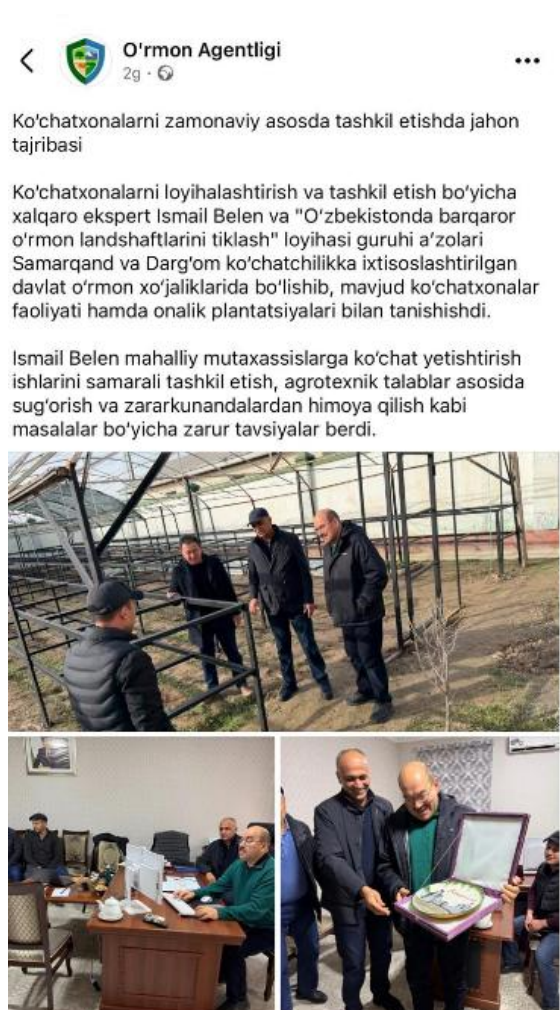 O'rmon Agentligi
2g ·
Ko'chatxonalarni zamonaviy asosda tashkil etishda jahon
tajribasi
Ko'chatxonalarni loyihalashtirish va tashkil etish bo'yicha
xalqaro ekspert Ismail Belen va "O'zbekistonda barqaror
o'rmon landshaftlarini tiklash" loyihasi guruhi a'zolari
Samarqand va Darg'om ko'chatchilikka ixtisoslashtirilgan
davlat o'rmon xo'jaliklarida bo'lishib, mavjud ko'chatxonalar
faoliyati hamda onalik plantatsiyalari bilan tanishishdi.
Ismail Belen mahalliy mutaxassislarga ko'chat yetishtirish
ishlarini samarali tashkil etish, agrotexnik talablar asosida
sug'orish va zararkunandalardan himoya qilish kabi
masalalar bo'yicha zarur tavsiyalar berdi.